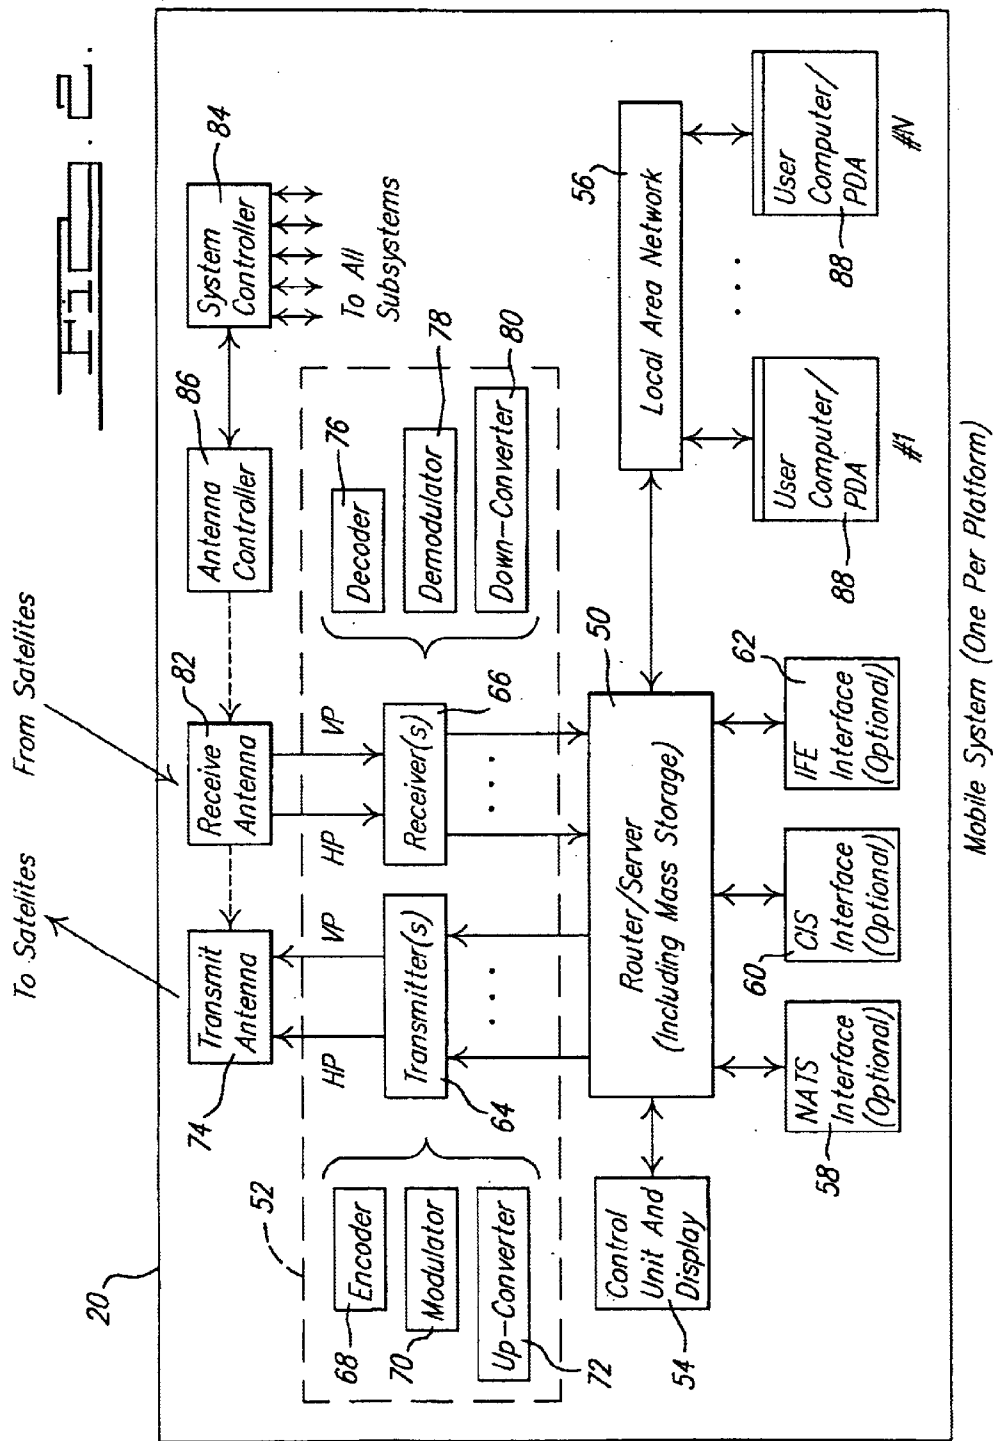 FIG. 2.
To Satelites
From Satelites
20
74
Transmit
Antenna
82
Receive
Antenna
86
Antenna
Controller
System
Controller
84
To All
Subsystems
52
HP
VP
HP
VP
68
Encoder
70
Modulator
Up-Converter
72
Transmitter(s)
64
Receiver(s)
66
Decoder
76
Demodulator
78
Down-Converter
80
Control
Unit And
Display
54
Router/Server
(Including Mass Storage)
50
Local Area Network
56
NATS
Interface
(Optional)
58
CIS
Interface
(Optional)
60
IFE
Interface
(Optional)
62
User
Computer/
PDA
88
#1
User
Computer/
PDA
88
#N
Mobile System (One Per Platform)